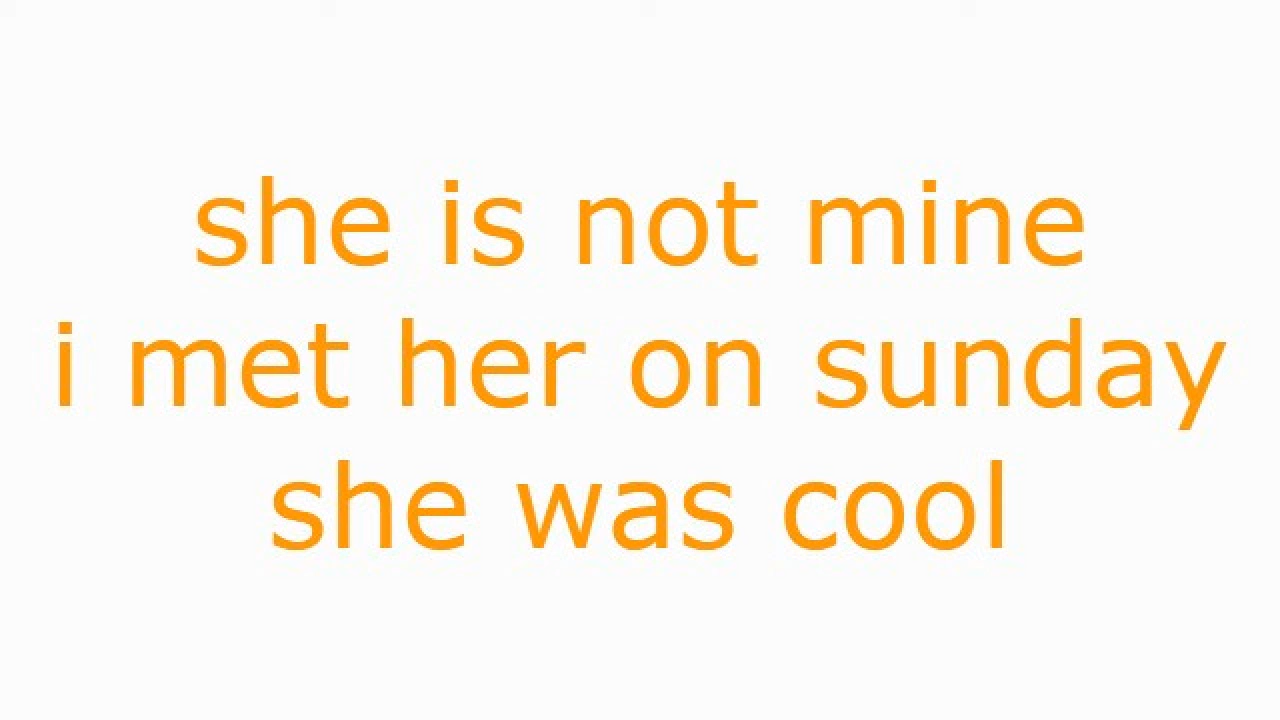 she is not mine
i met her on sunday
she was cool